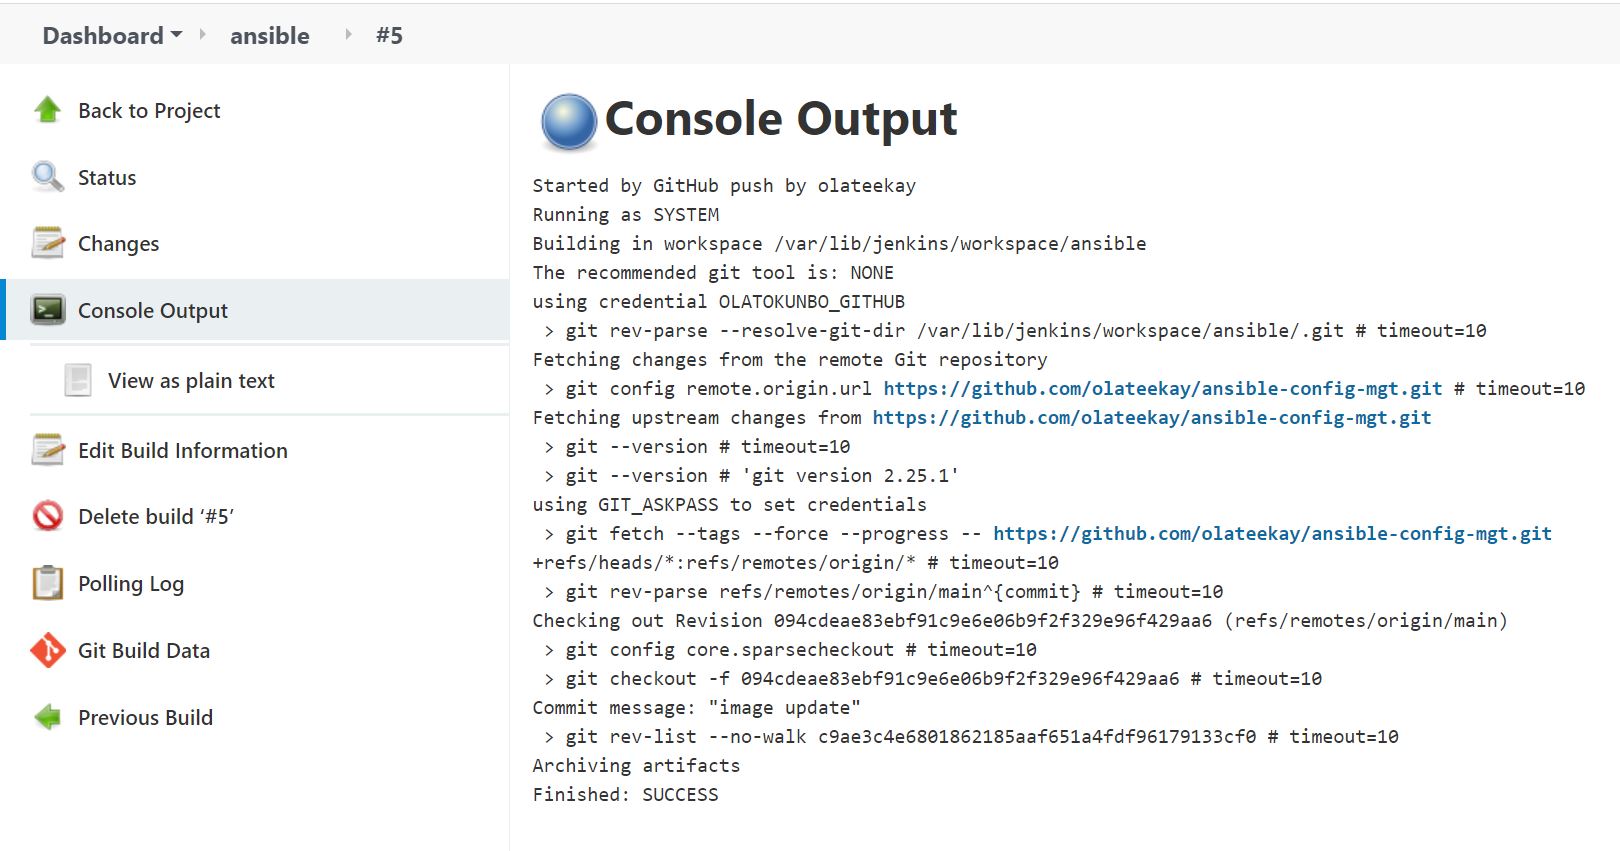 Dashboard ansible #5
Back to Project
Status
Changes
Console Output
View as plain text
Edit Build Information
Delete build ‘#5’
Polling Log
Git Build Data
Previous Build
Console Output
Started by GitHub push by olateekay
Running as SYSTEM
Building in workspace /var/lib/jenkins/workspace/ansible
The recommended git tool is: NONE
using credential OLATOKUNBO_GITHUB
> git rev-parse --resolve-git-dir /var/lib/jenkins/workspace/ansible/.git # timeout=10
Fetching changes from the remote Git repository
> git config remote.origin.url https://github.com/olateekay/ansible-config-mgt.git # timeout=10
Fetching upstream changes from https://github.com/olateekay/ansible-config-mgt.git
> git --version # timeout=10
> git --version # 'git version 2.25.1'
using GIT_ASKPASS to set credentials
> git fetch --tags --force --progress -- https://github.com/olateekay/ansible-config-mgt.git
+refs/heads/*:refs/remotes/origin/* # timeout=10
> git rev-parse refs/remotes/origin/main^{commit} # timeout=10
Checking out Revision 094cdeae83ebf91c9e6e06b9f2f329e96f429aa6 (refs/remotes/origin/main)
> git config core.sparsecheckout # timeout=10
> git checkout -f 094cdeae83ebf91c9e6e06b9f2f329e96f429aa6 # timeout=10
Commit message: "image update"
> git rev-list --no-walk c9ae3c4e6801862185aaf651a4fdf96179133cf0 # timeout=10
Archiving artifacts
Finished: SUCCESS